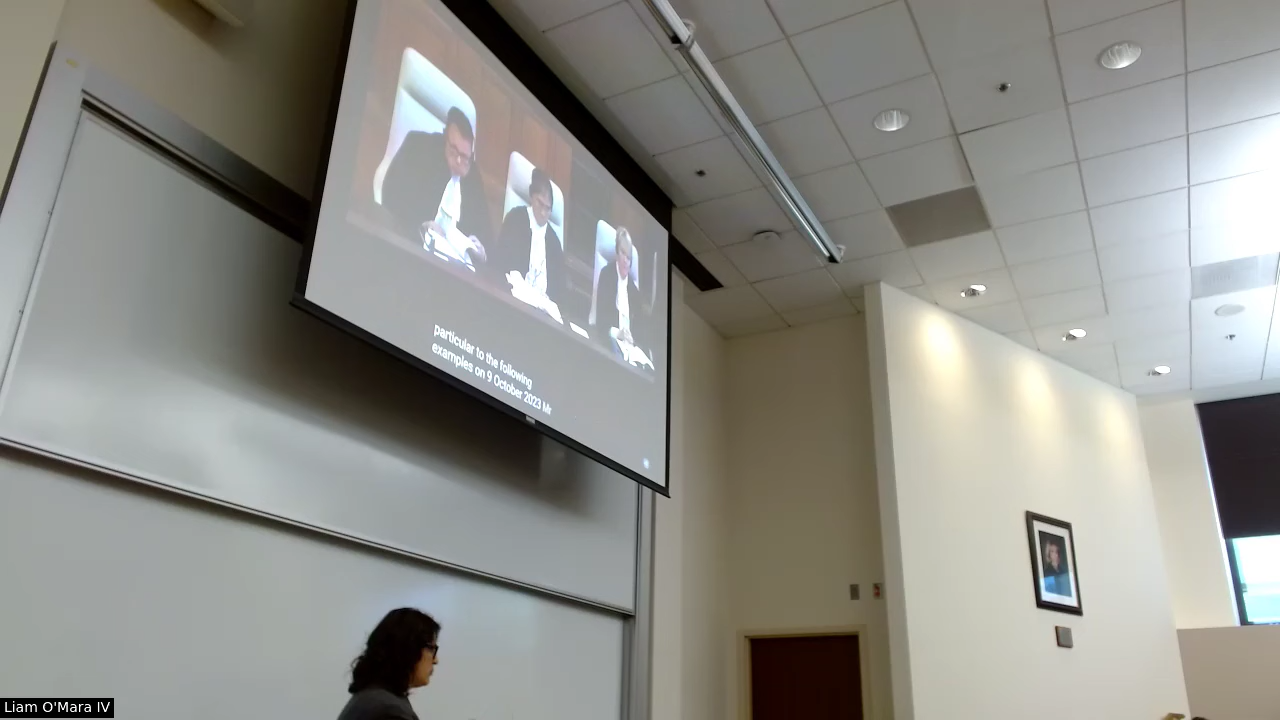 particular to the following
examples on 9 October 2023 Mr
Liam O'Mara IV